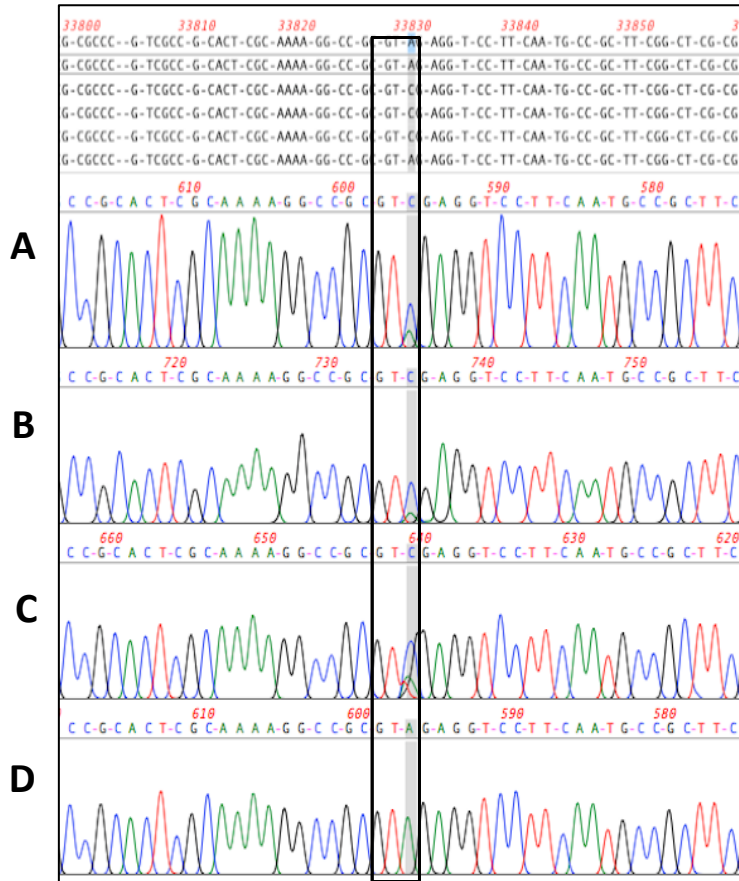 33800 33810 33820 33830 33840 33850
G-CGCCC--G-TCGCC-G-CACT-CGC-AAAA-GG-CC-GC-GT-AG-AGG-T-CC-TT-CAA-TG-CC-GC-TT-CGG-CT-CG-CG
G-CGCCC--G-TCGCC-G-CACT-CGC-AAAA-GG-CC-GC-GT-AG-AGG-T-CC-TT-CAA-TG-CC-GC-TT-CGG-CT-CG-CG
G-CGCCC--G-TCGCC-G-CACT-CGC-AAAA-GG-CC-GC-GT-CG-AGG-T-CC-TT-CAA-TG-CC-GC-TT-CGG-CT-CG-CG
G-CGCCC--G-TCGCC-G-CACT-CGC-AAAA-GG-CC-GC-GT-CG-AGG-T-CC-TT-CAA-TG-CC-GC-TT-CGG-CT-CG-CG
G-CGCCC--G-TCGCC-G-CACT-CGC-AAAA-GG-CC-GC-GT-CG-AGG-T-CC-TT-CAA-TG-CC-GC-TT-CGG-CT-CG-CG
G-CGCCC--G-TCGCC-G-CACT-CGC-AAAA-GG-CC-GC-GT-AG-AGG-T-CC-TT-CAA-TG-CC-GC-TT-CGG-CT-CG-CG
610 600 590 580
C C-G-C A C T-C G C-A A A A-G G-C C-G C G T-C G-A G G-T-C C-T T-C A A-T G-C C-G C-T T-C
A
720 730 740 750
C C-G-C A C T-C G C-A A A A-G G-C C-G C G T-C G-A G G-T-C C-T T-C A A-T G-C C-G C-T T-C
B
660 650 640 630 620
C C-G-C A C T-C G C-A A A A-G G-C C-G C G T-C G-A G G-T-C C-T T-C A A-T G-C C-G C-T T-C
C
610 600 590 580
C C-G-C A C T-C G C-A A A A-G G-C C-G C G T-A G-A G G-T-C C-T T-C A A-T G-C C-G C-T T-C
D